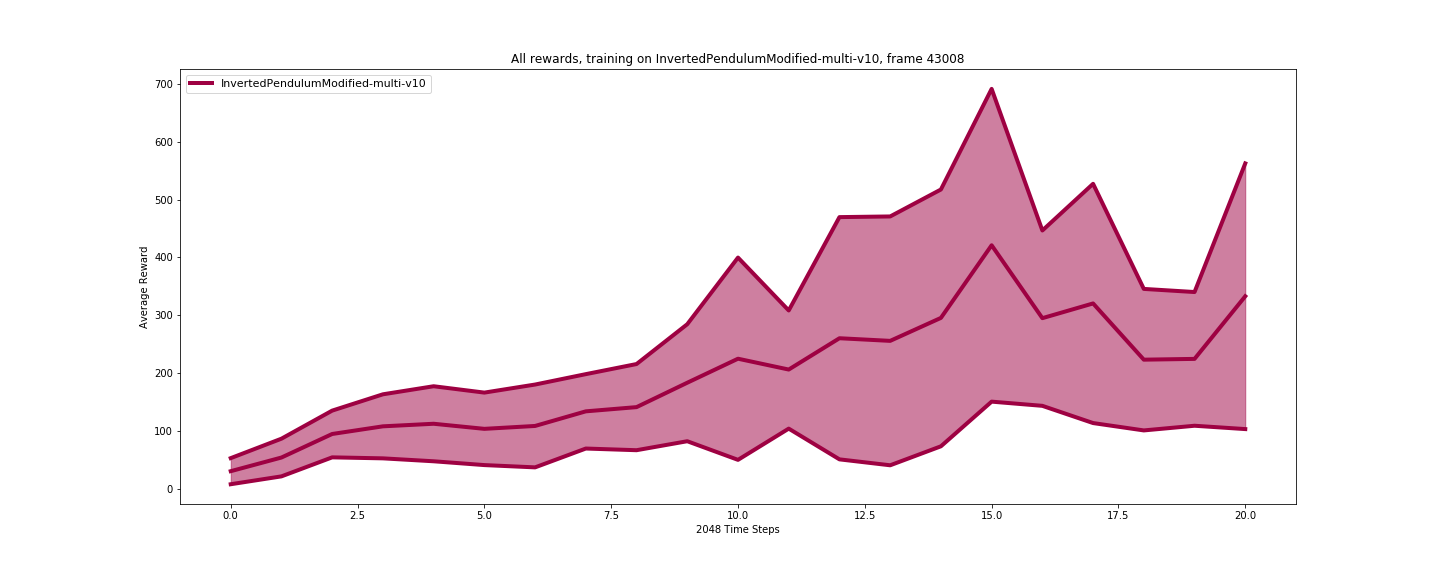 All rewards, training on InvertedPendulumModified-multi-v10, frame 43008
InvertedPendulumModified-multi-v10
Average Reward
700
600
500
400
300
200
100
0
0.0 2.5 5.0 7.5 10.0 12.5 15.0 17.5 20.0
2048 Time Steps